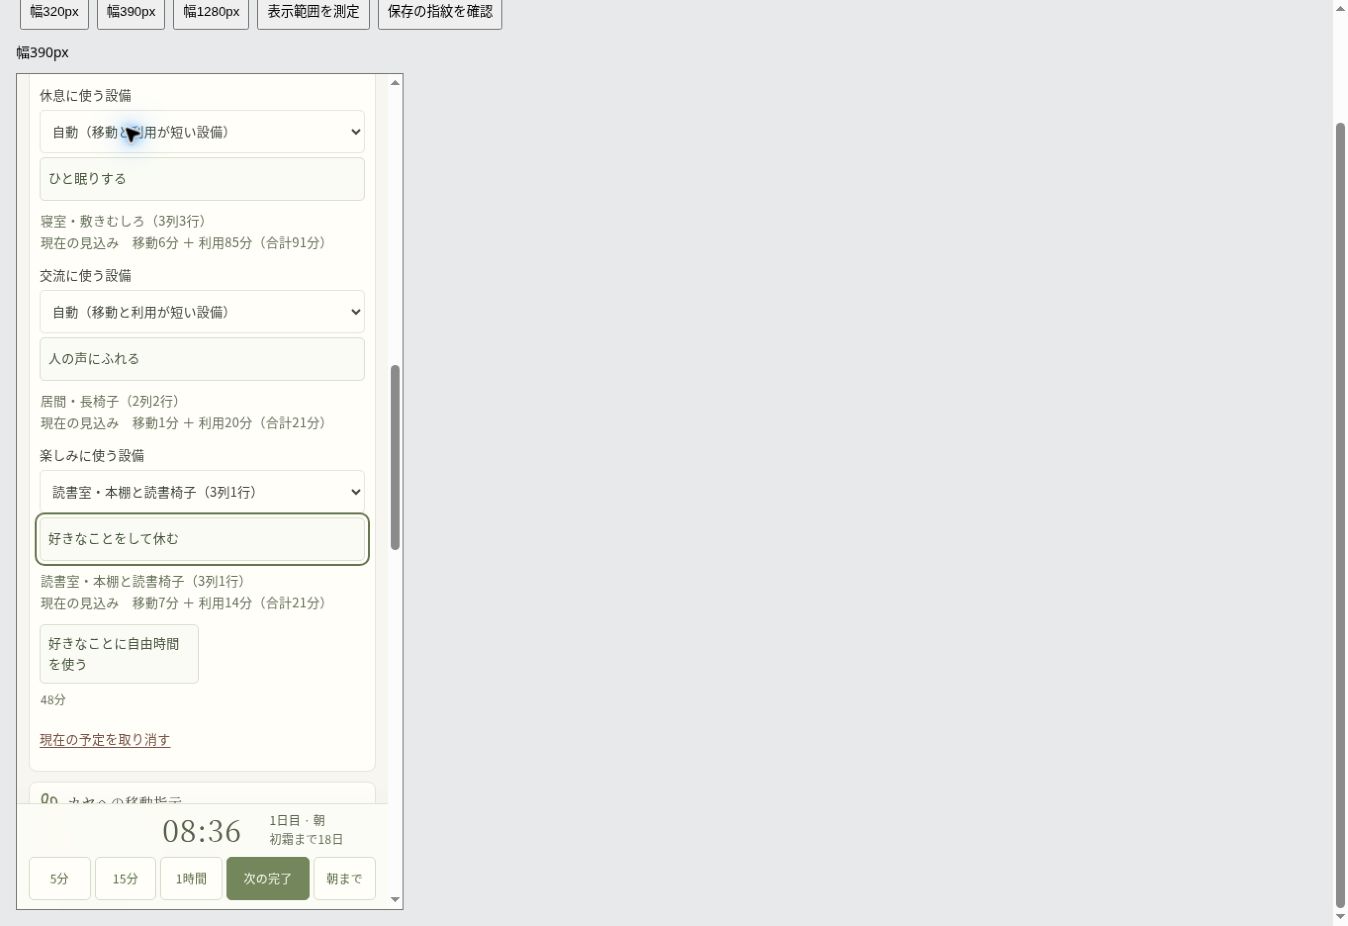 幅320px
幅390px
幅1280px
表示範囲を測定
保存の指紋を確認
幅390px
休息に使う設備
自動（移動と利用が短い設備）
ひと眠りする
寝室・敷きむしろ（3列3行）
現在の見込み　移動6分 ＋ 利用85分（合計91分）
交流に使う設備
自動（移動と利用が短い設備）
人の声にふれる
居間・長椅子（2列2行）
現在の見込み　移動1分 ＋ 利用20分（合計21分）
楽しみに使う設備
読書室・本棚と読書椅子（3列1行）
好きなことをして休む
読書室・本棚と読書椅子（3列1行）
現在の見込み　移動7分 ＋ 利用14分（合計21分）
好きなことに自由時間
を使う
48分
現在の予定を取り消す
カヤへの移動指示
08:36
1日目 · 朝
初霜まで18日
5分
15分
1時間
次の完了
朝まで